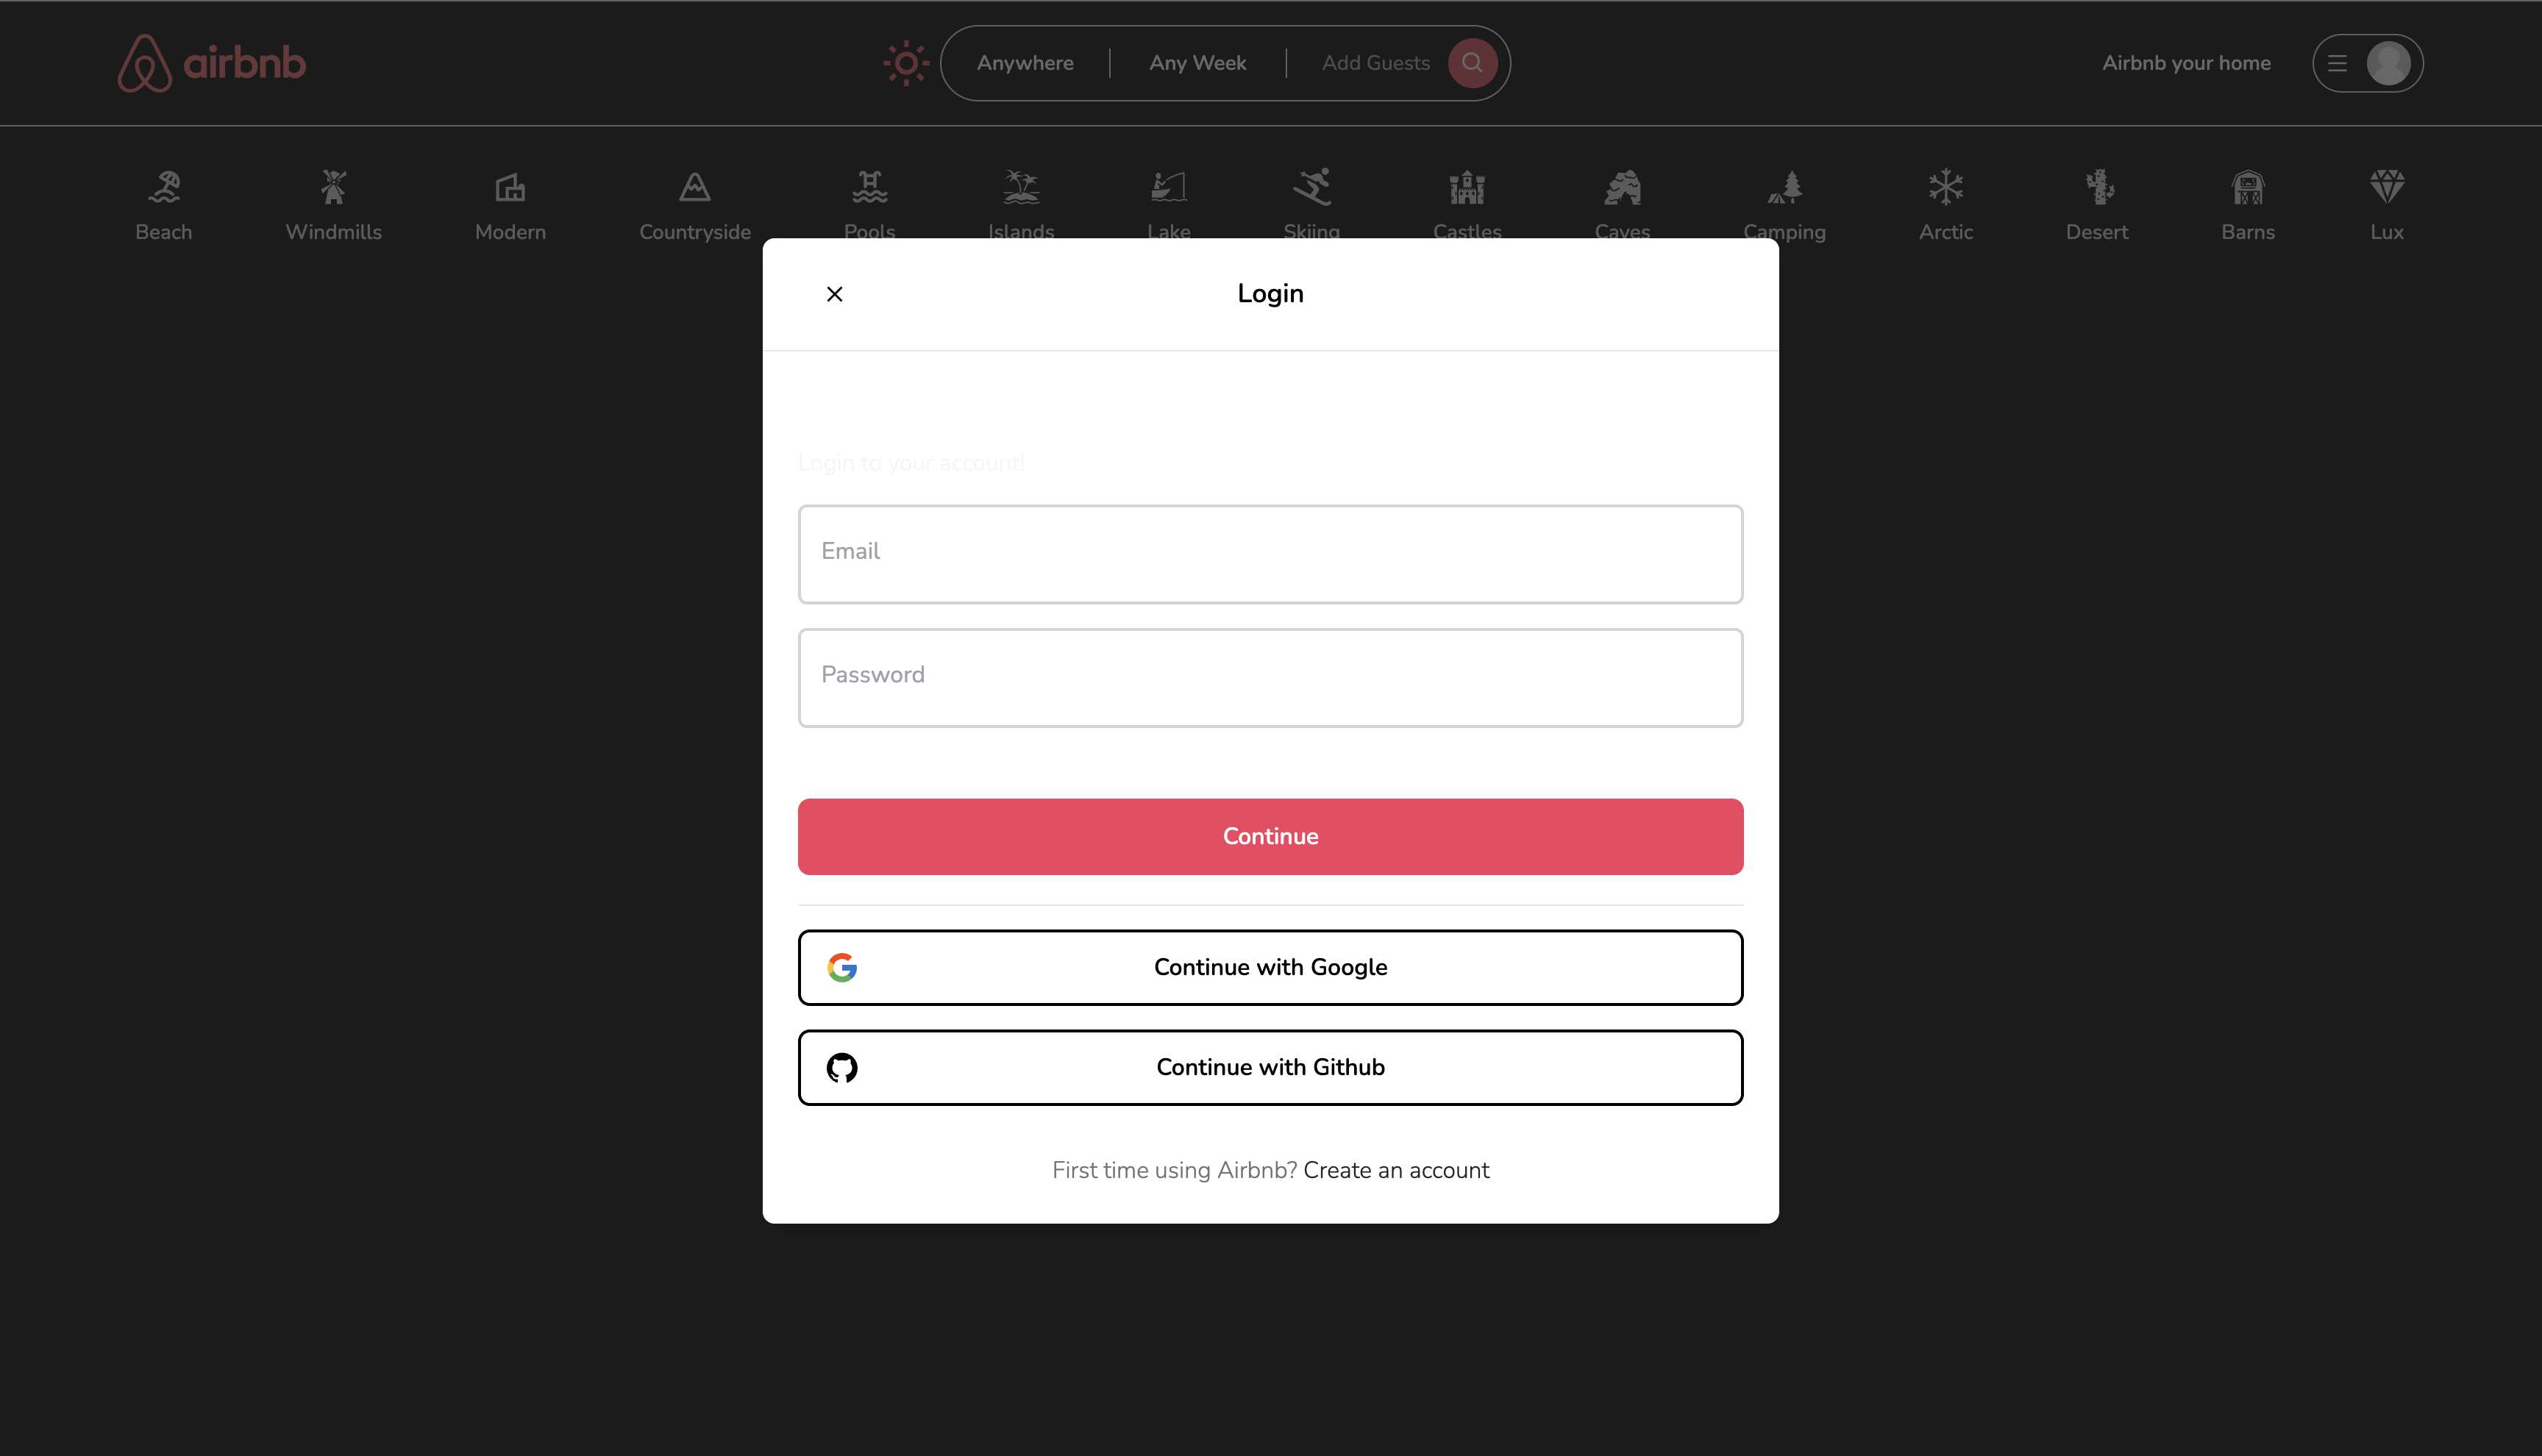 airbnb
Anywhere
Any Week
Add Guests
Airbnb your home
Beach
Windmills
Modern
Countryside
Pools
Islands
Lake
Skiing
Castles
Caves
Camping
Arctic
Desert
Barns
Lux
Login
Login to your account!
Email
Password
Continue
Continue with Google
Continue with Github
First time using Airbnb? Create an account